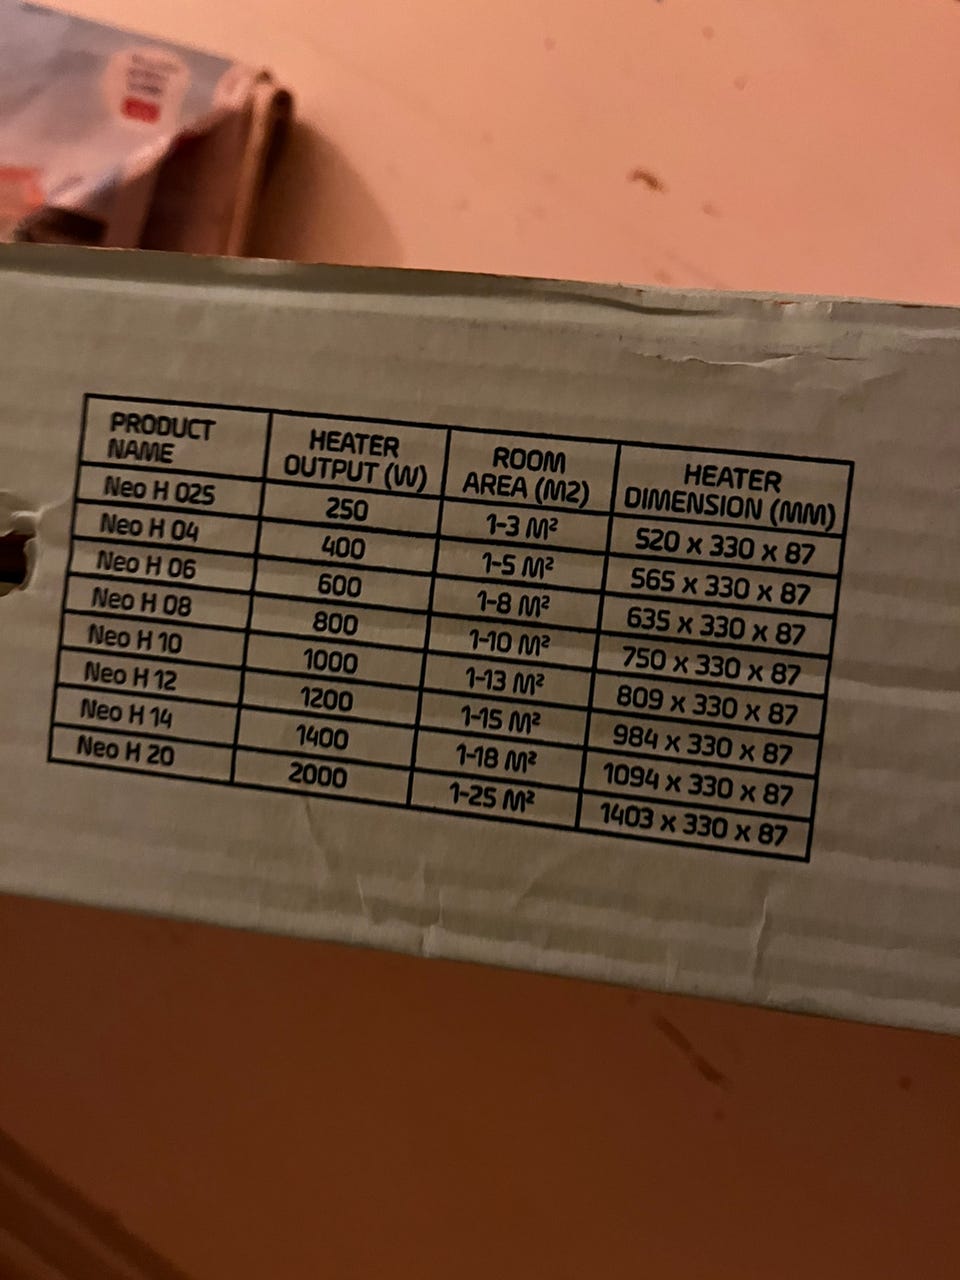 PRODUCT NAME HEATER OUTPUT (W) ROOM AREA (M2) HEATER DIMENSION (MM)
Neo H 025 250 1-3 M² 520 x 330 x 87
Neo H 04 400 1-5 M² 565 x 330 x 87
Neo H 06 600 1-8 M² 635 x 330 x 87
Neo H 08 800 1-10 M² 750 x 330 x 87
Neo H 10 1000 1-13 M² 809 x 330 x 87
Neo H 12 1200 1-15 M² 984 x 330 x 87
Neo H 14 1400 1-18 M² 1094 x 330 x 87
Neo H 20 2000 1-25 M² 1403 x 330 x 87